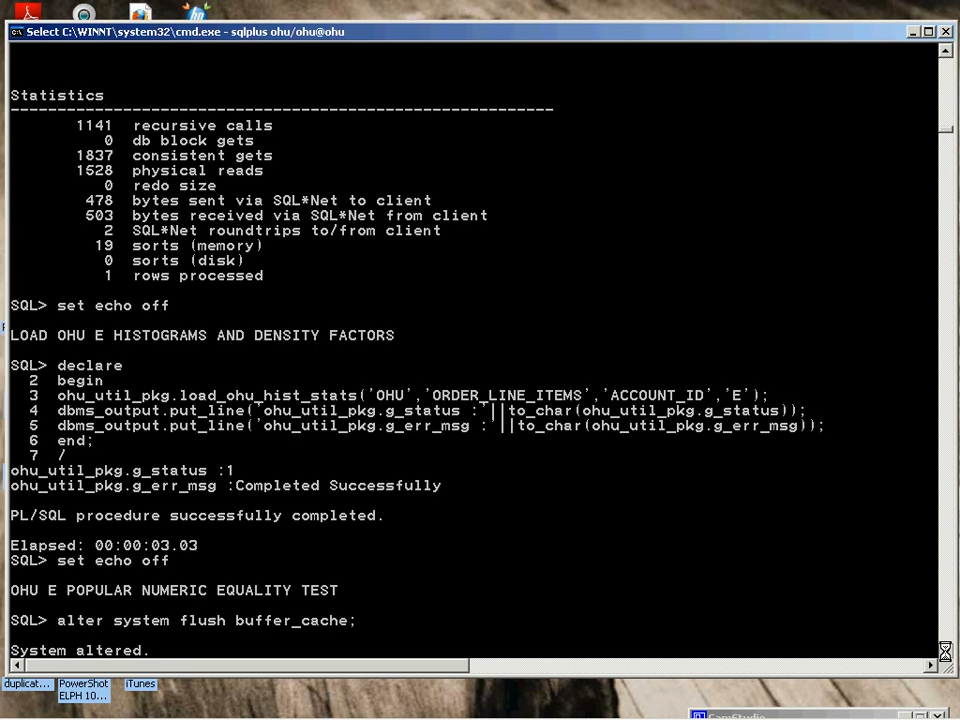 Select C:\WINNT\system32\cmd.exe - sqlplus ohu/ohu@ohu
Statistics
----------------------------------------------------------
1141 recursive calls
0 db block gets
1837 consistent gets
1528 physical reads
0 redo size
478 bytes sent via SQL*Net to client
503 bytes received via SQL*Net from client
2 SQL*Net roundtrips to/from client
19 sorts (memory)
0 sorts (disk)
1 rows processed
SQL> set echo off
LOAD OHU E HISTOGRAMS AND DENSITY FACTORS
SQL> declare
2 begin
3 ohu_util_pkg.load_ohu_hist_stats('OHU','ORDER_LINE_ITEMS','ACCOUNT_ID','E');
4 dbms_output.put_line('ohu_util_pkg.g_status :'||to_char(ohu_util_pkg.g_status));
5 dbms_output.put_line('ohu_util_pkg.g_err_msg :'||to_char(ohu_util_pkg.g_err_msg));
6 end;
7 /
ohu_util_pkg.g_status :1
ohu_util_pkg.g_err_msg :Completed Successfully
PL/SQL procedure successfully completed.
Elapsed: 00:00:03.03
SQL> set echo off
OHU E POPULAR NUMERIC EQUALITY TEST
SQL> alter system flush buffer_cache;
System altered.
duplicat... PowerShot iTunes
ELPH 10...
CamStudio